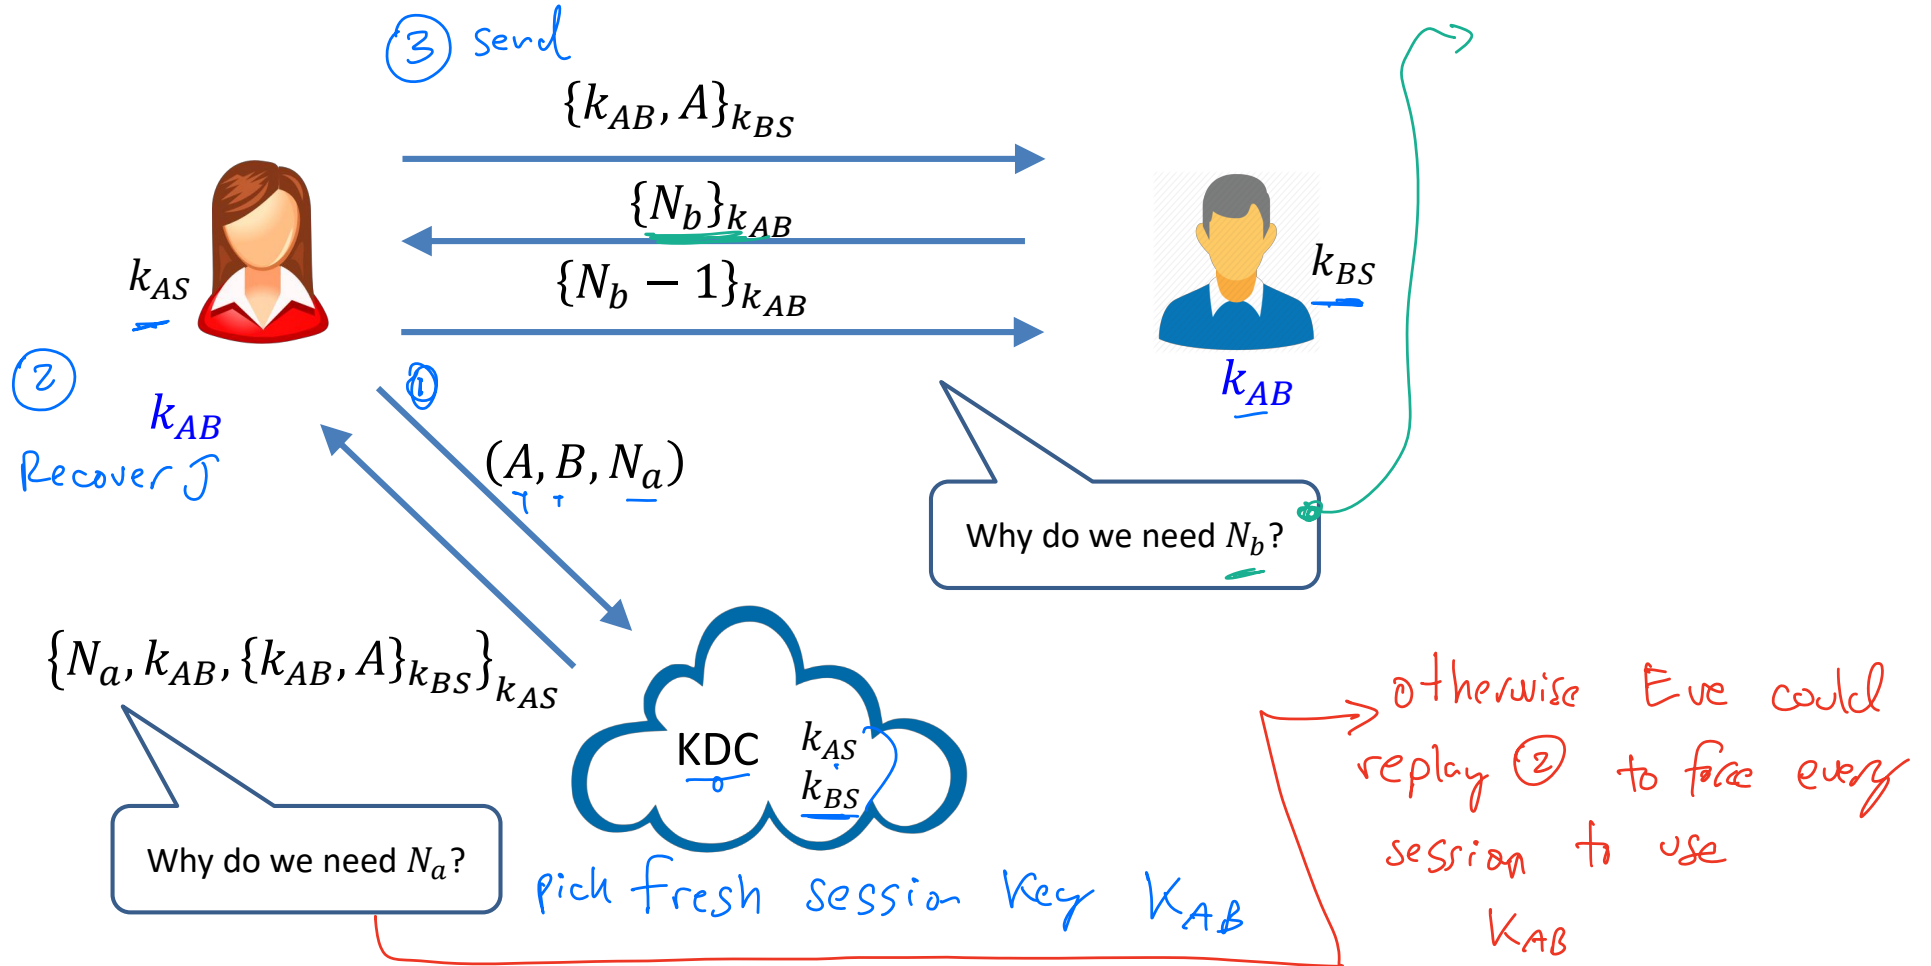 ③ send
{k_AB, A}_k_BS
{N_b}_k_AB
{N_b − 1}_k_AB
k_AS
k_BS
②
k_AB
Recover
①
k_AB
(A, B, N_a)
Why do we need N_b?
{N_a, k_AB, {k_AB, A}_k_BS}_k_AS
KDC
k_AS
k_BS
Why do we need N_a?
pick fresh session Key K_AB
otherwise Eve could
replay ② to force every
session to use
K_AB